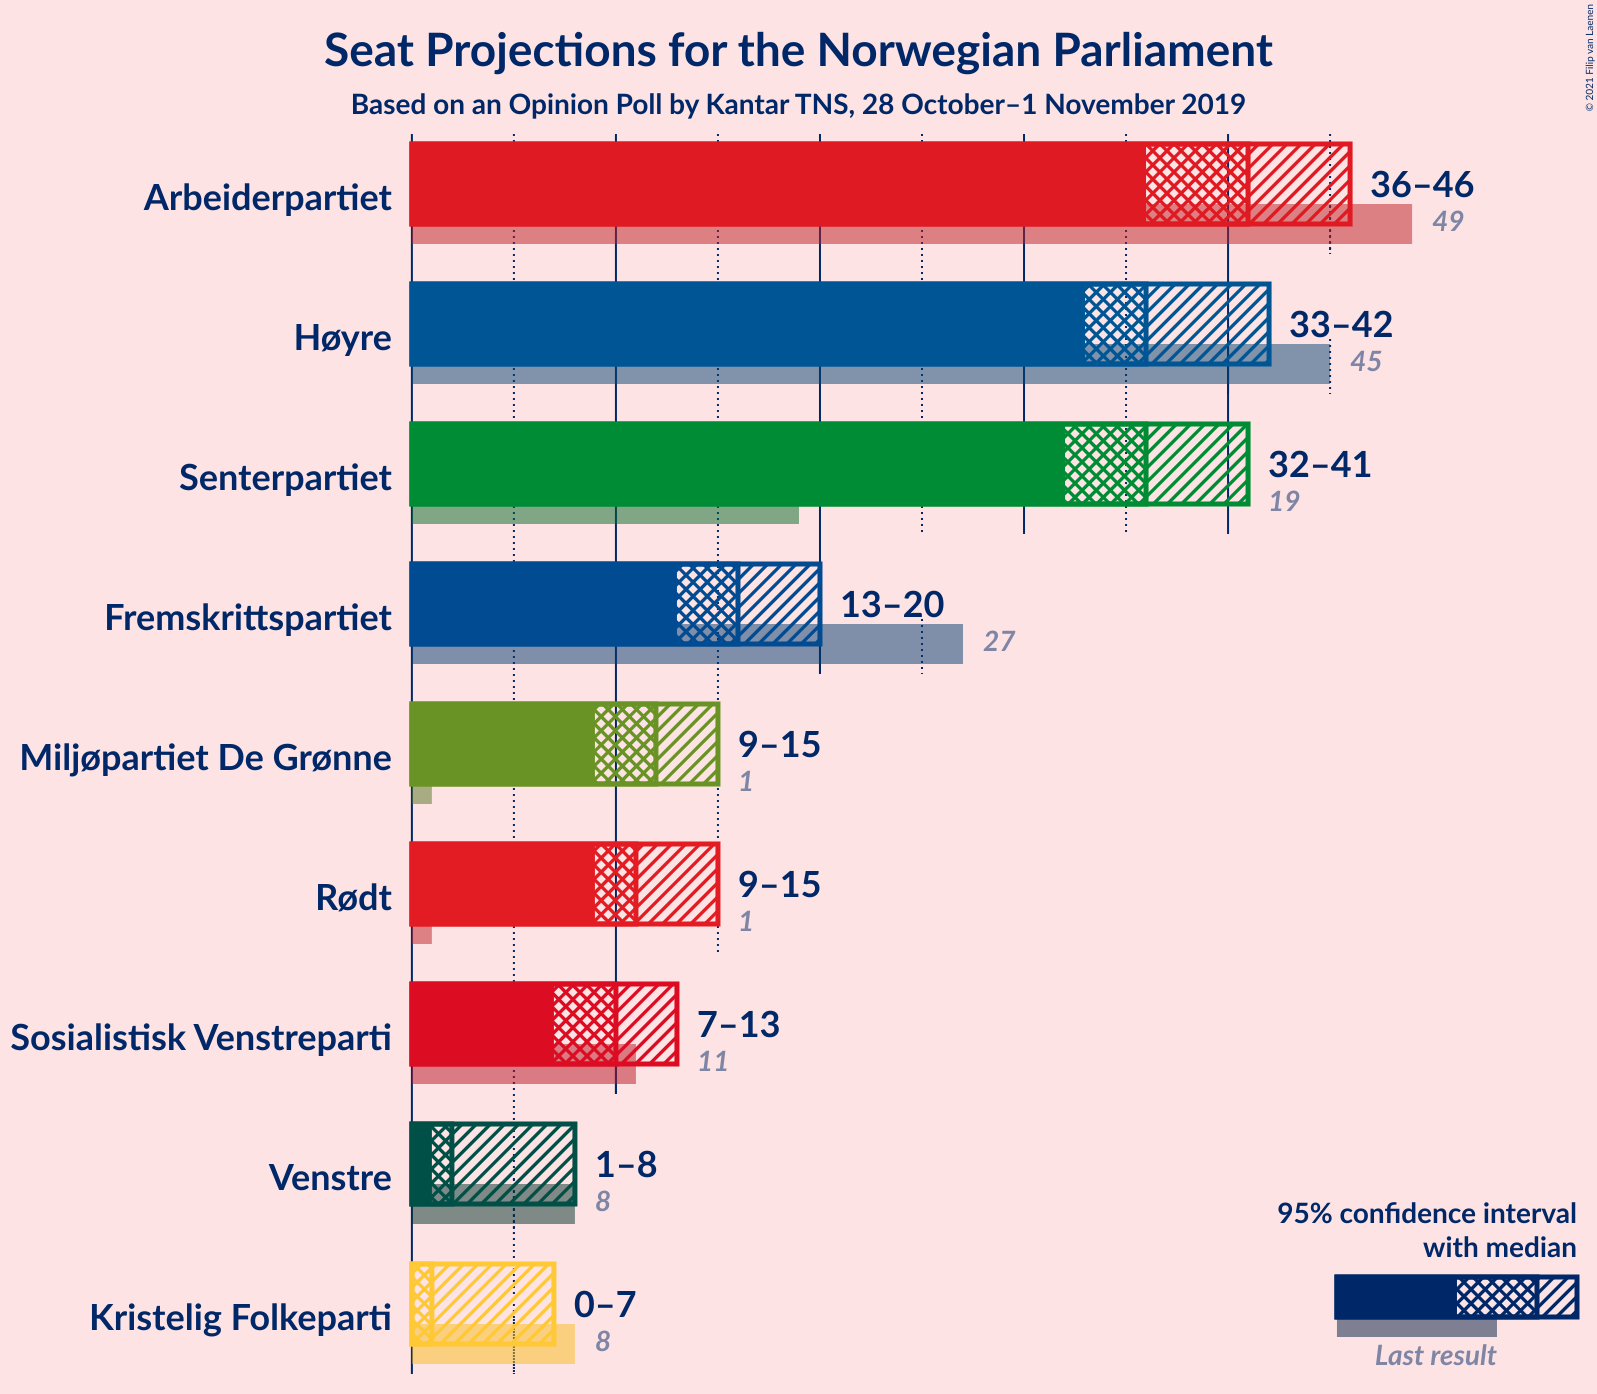 Seat Projections for the Norwegian Parliament
Based on an Opinion Poll by Kantar TNS, 28 October–1 November 2019
© 2021 Filip van Laenen
Arbeiderpartiet
36–46
49
Høyre
33–42
45
Senterpartiet
32–41
19
Fremskrittspartiet
13–20
27
Miljøpartiet De Grønne
9–15
1
Rødt
9–15
1
Sosialistisk Venstreparti
7–13
11
Venstre
1–8
8
Kristelig Folkeparti
0–7
8
95% confidence interval
with median
Last result